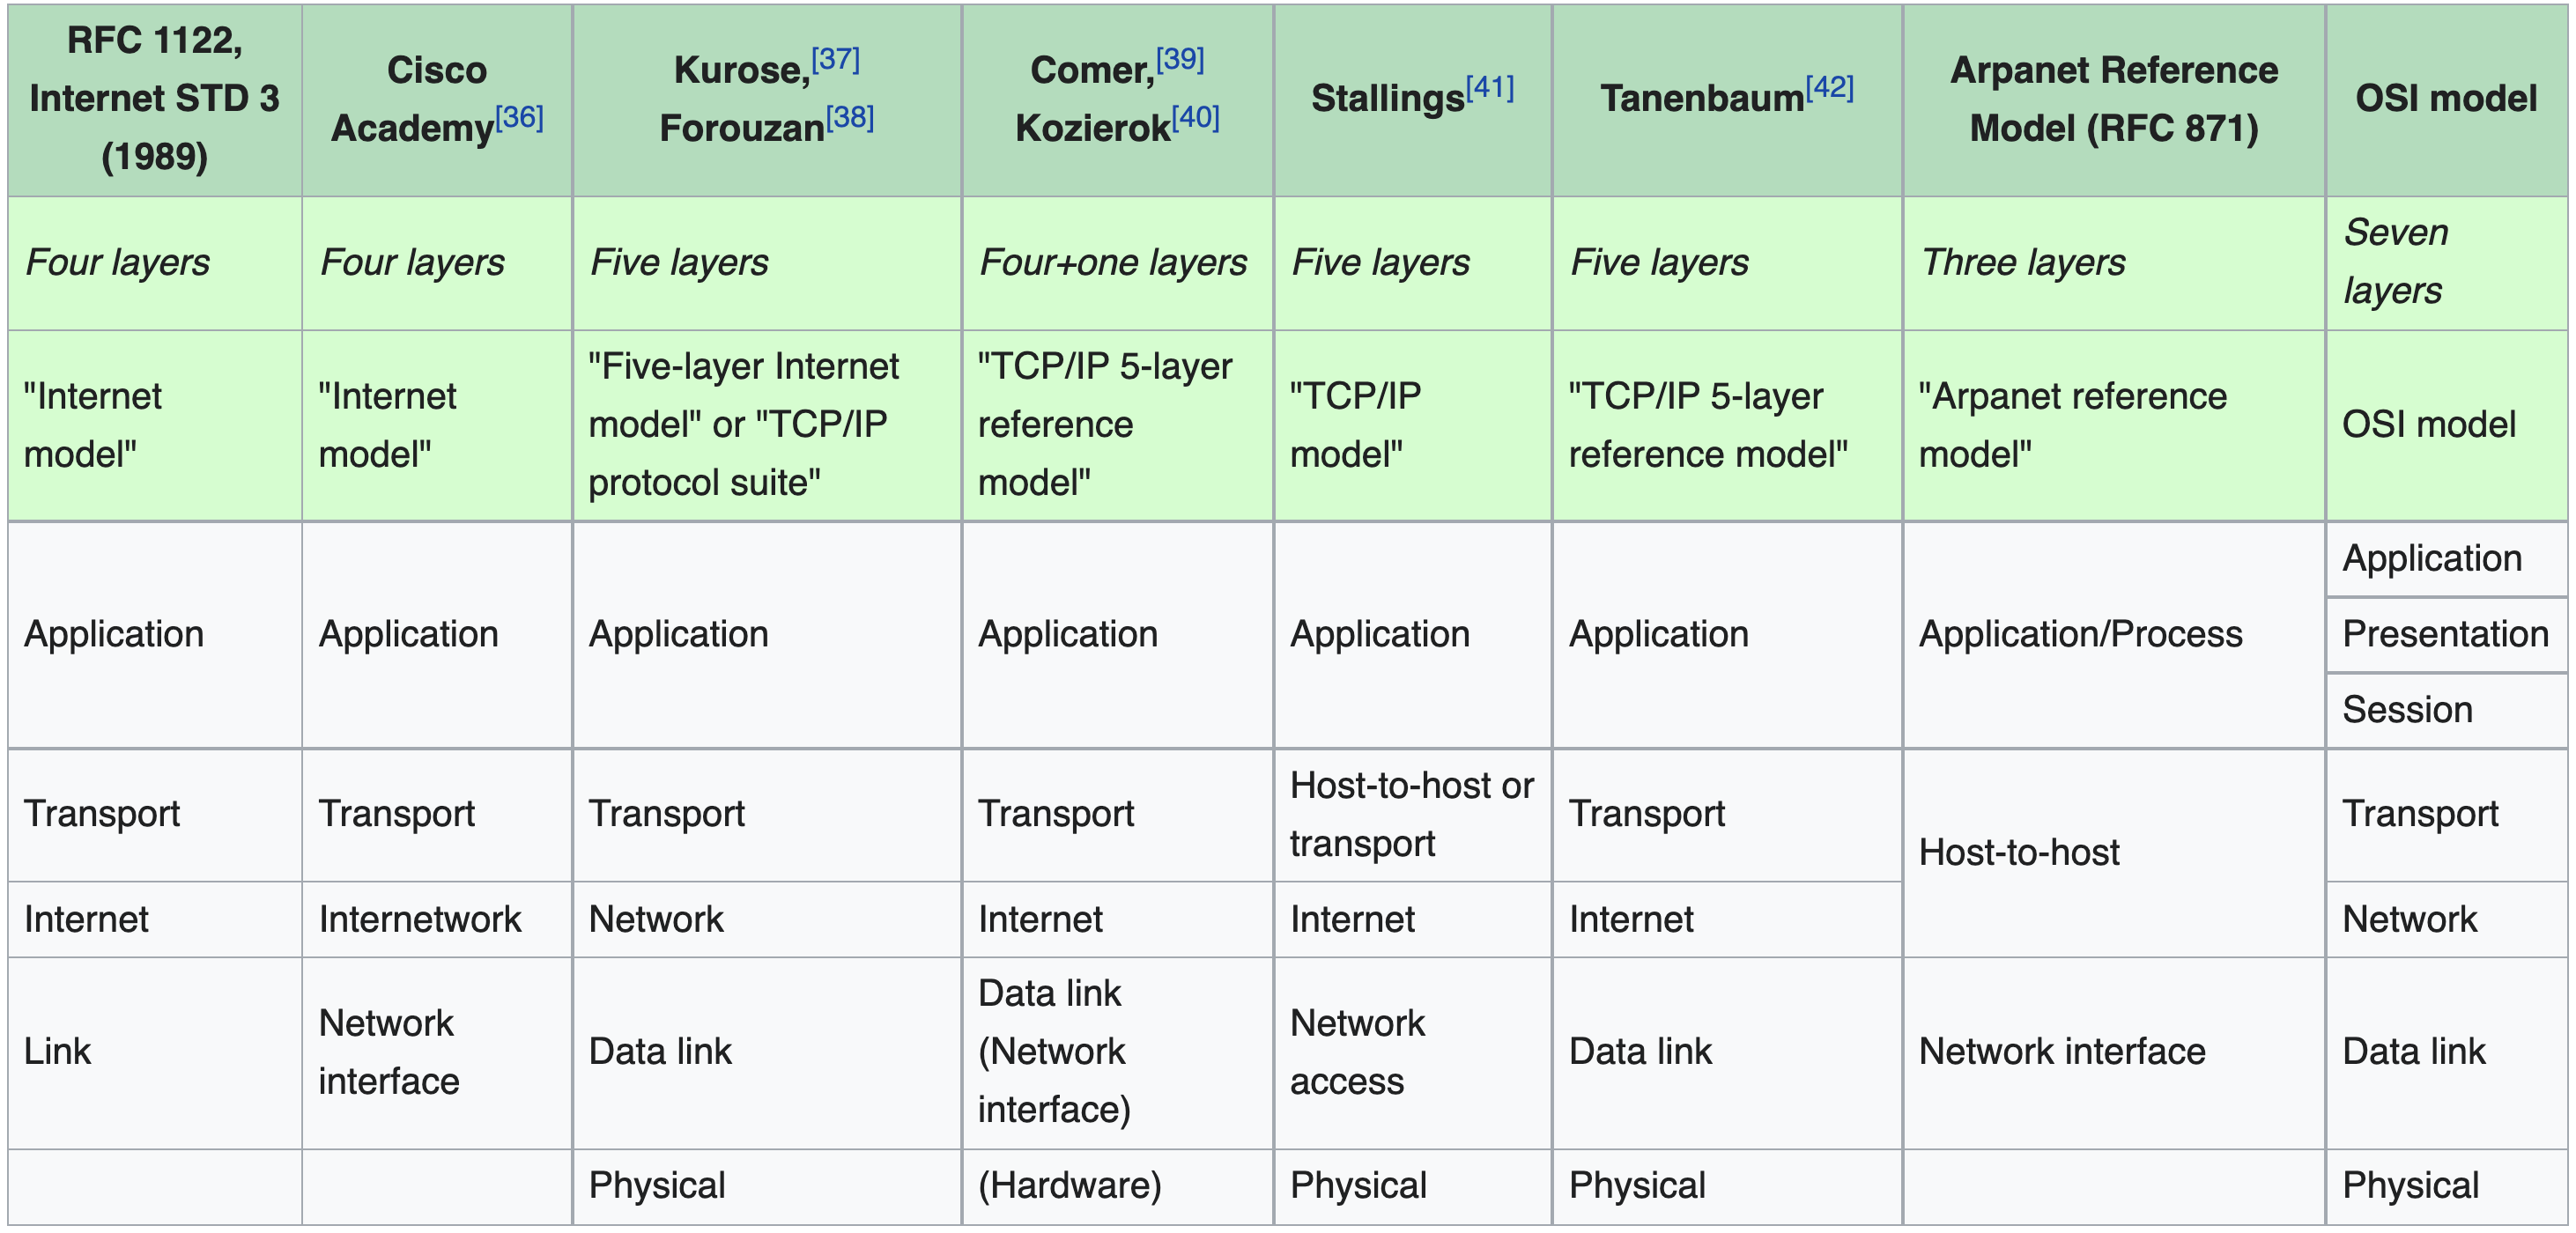 RFC 1122,
Internet STD 3
(1989)
Cisco
Academy[36]
Kurose,[37]
Forouzan[38]
Comer,[39]
Kozierok[40]
Stallings[41]
Tanenbaum[42]
Arpanet Reference
Model (RFC 871)
OSI model
Four layers
Four layers
Five layers
Four+one layers
Five layers
Five layers
Three layers
Seven
layers
"Internet
model"
"Internet
model"
"Five-layer Internet
model" or "TCP/IP
protocol suite"
"TCP/IP 5-layer
reference
model"
"TCP/IP
model"
"TCP/IP 5-layer
reference model"
"Arpanet reference
model"
OSI model
Application
Application
Application
Application
Application
Application
Application/Process
Application
Presentation
Session
Transport
Transport
Transport
Transport
Host-to-host or
transport
Transport
Host-to-host
Transport
Internet
Internetwork
Network
Internet
Internet
Internet
Network
Link
Network
interface
Data link
Data link
(Network
interface)
Network
access
Data link
Network interface
Data link
Physical
(Hardware)
Physical
Physical
Physical